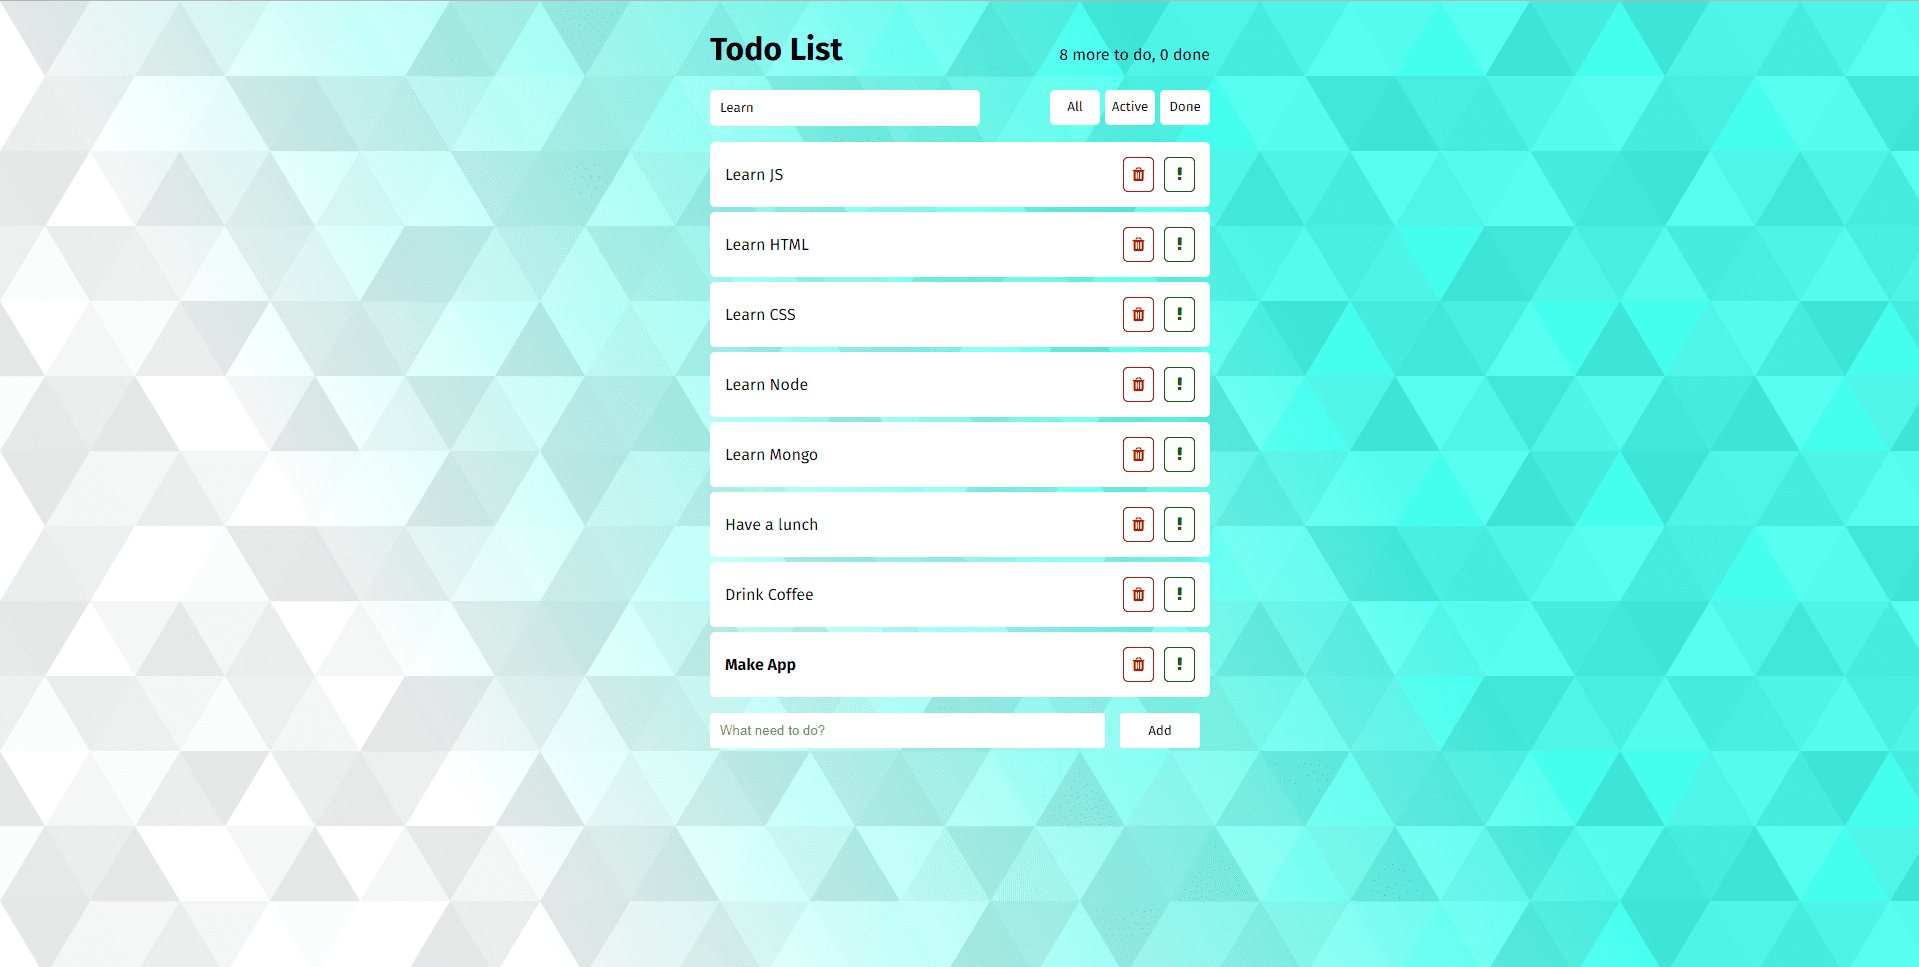 Todo List
8 more to do, 0 done
Learn
All Active Done
Learn JS
Learn HTML
Learn CSS
Learn Node
Learn Mongo
Have a lunch
Drink Coffee
Make App
What need to do? Add